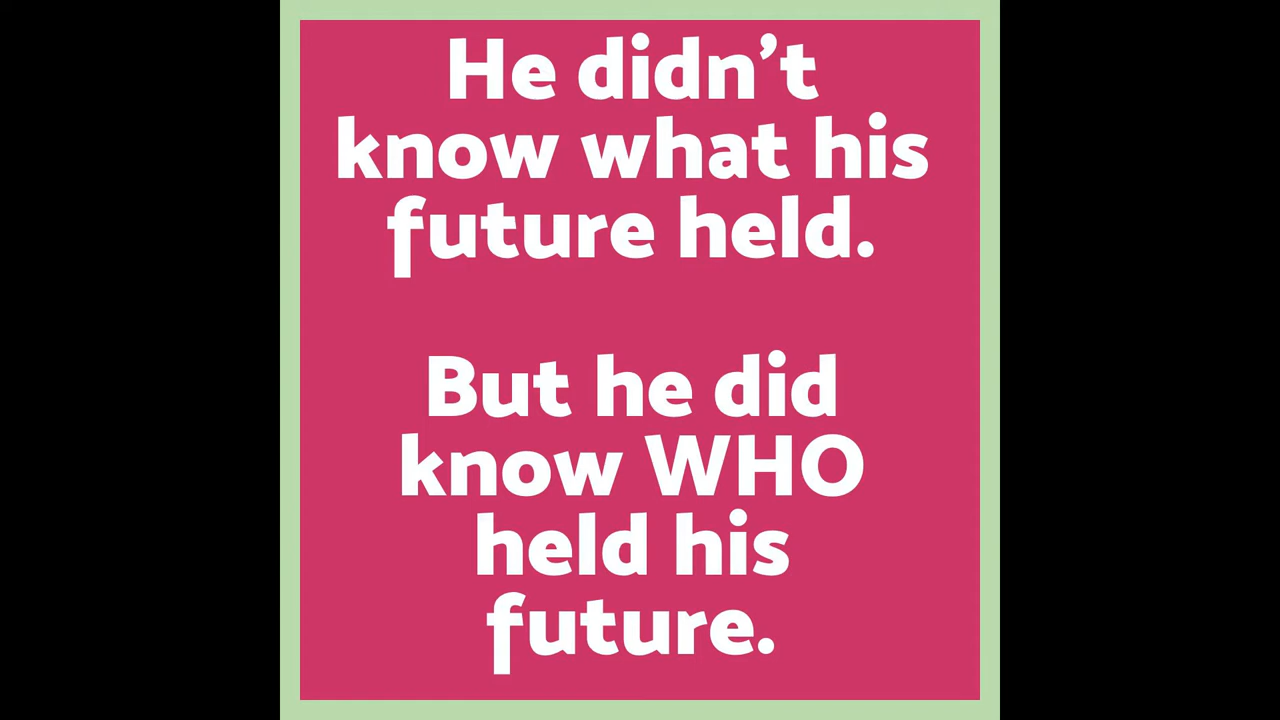 He didn’t
know what his
future held.
But he did
know WHO
held his
future.